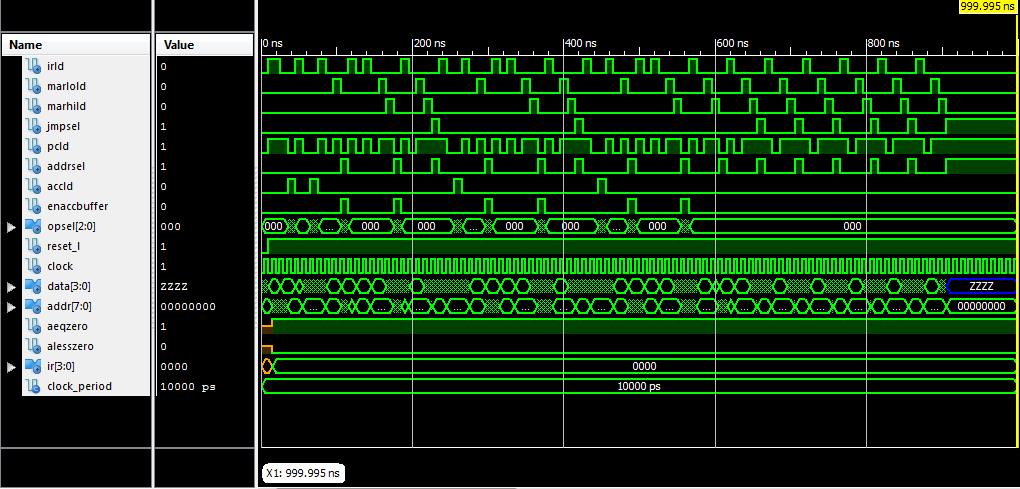 999.995 ns
Name Value
0 ns 200 ns 400 ns 600 ns 800 ns
irld 0
marlold 0
marhild 0
jmpsel 1
pcld 1
addrsel 1
accld 0
enaccbuffer 0
opsel[2:0] 000 000 ... 000 000 ... 000 000 ... 000 000
reset_l 1
clock 1
data[3:0] ZZZZ ZZZZ
addr[7:0] 00000000 ... ... ... ... ... ... ... ... ... ... ... ... ... ... ... 00000000
aeqzero 1
alesszero 0
ir[3:0] 0000 0000
clock_period 10000 ps 10000 ps
X1: 999.995 ns